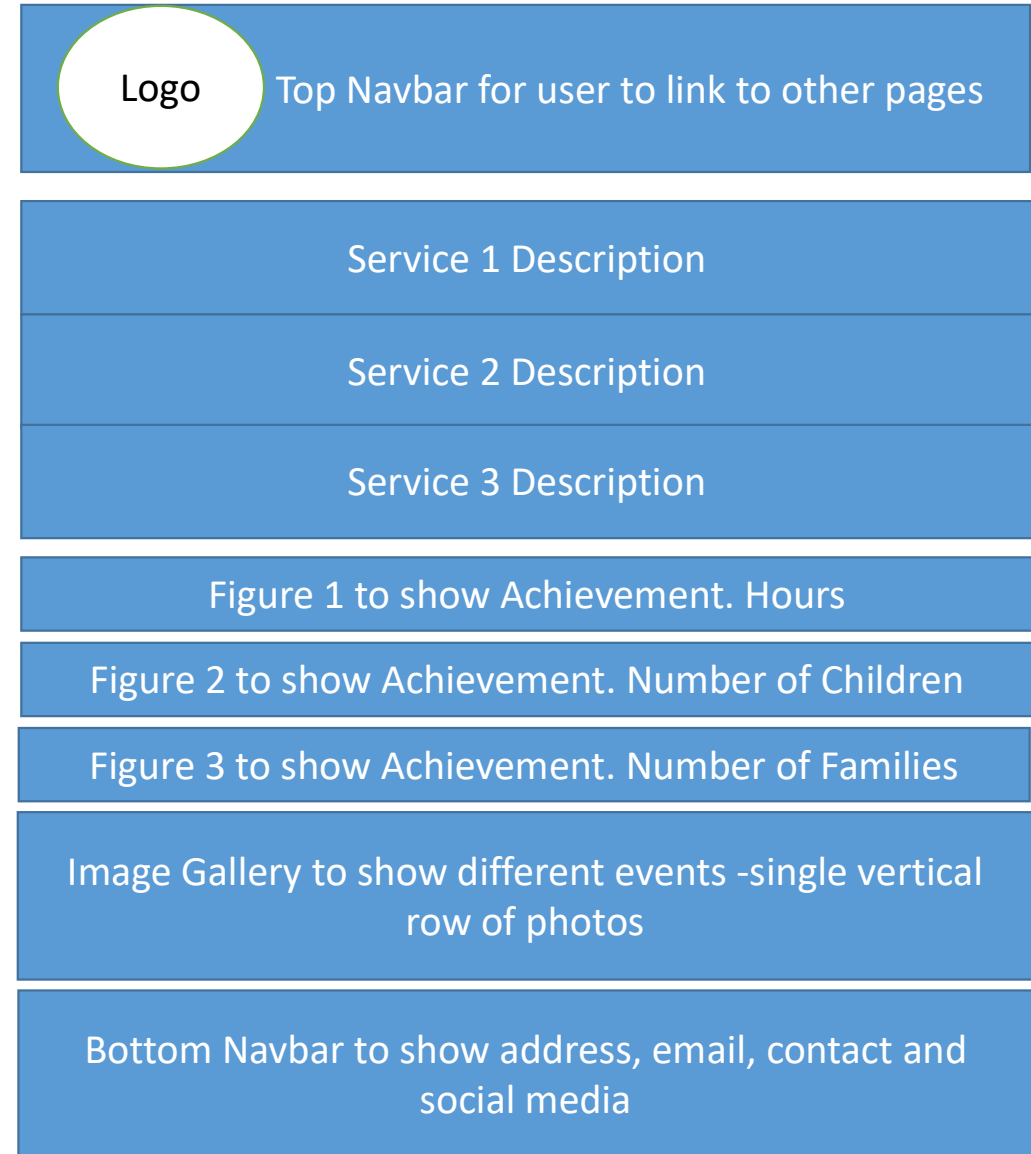 Logo
Top Navbar for user to link to other pages
Service 1 Description
Service 2 Description
Service 3 Description
Figure 1 to show Achievement. Hours
Figure 2 to show Achievement. Number of Children
Figure 3 to show Achievement. Number of Families
Image Gallery to show different events -single vertical
row of photos
Bottom Navbar to show address, email, contact and
social media